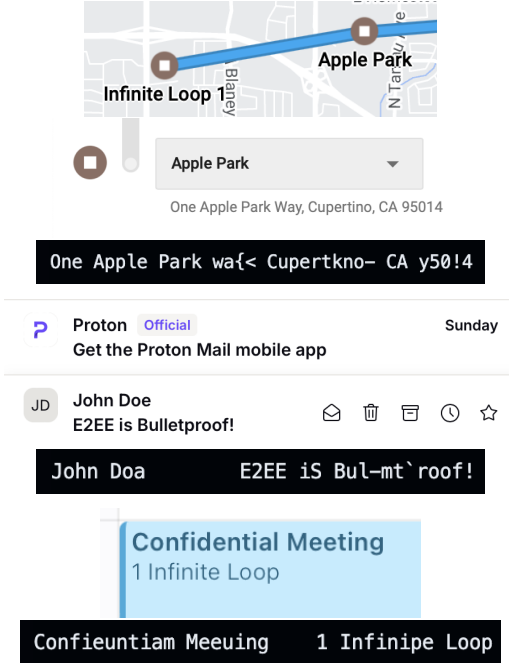 Apple Park
Infinite Loop 1
Blaney
N Tantau Ave
Apple Park
One Apple Park Way, Cupertino, CA 95014
One Apple Park wa{< Cupertkno- CA y50!4
Proton Official Sunday
Get the Proton Mail mobile app
JD John Doe
E2EE is Bulletproof!
John Doa E2EE iS Bul-mt`roof!
Confidential Meeting
1 Infinite Loop
Confieuntiam Meeuing 1 Infinipe Loop